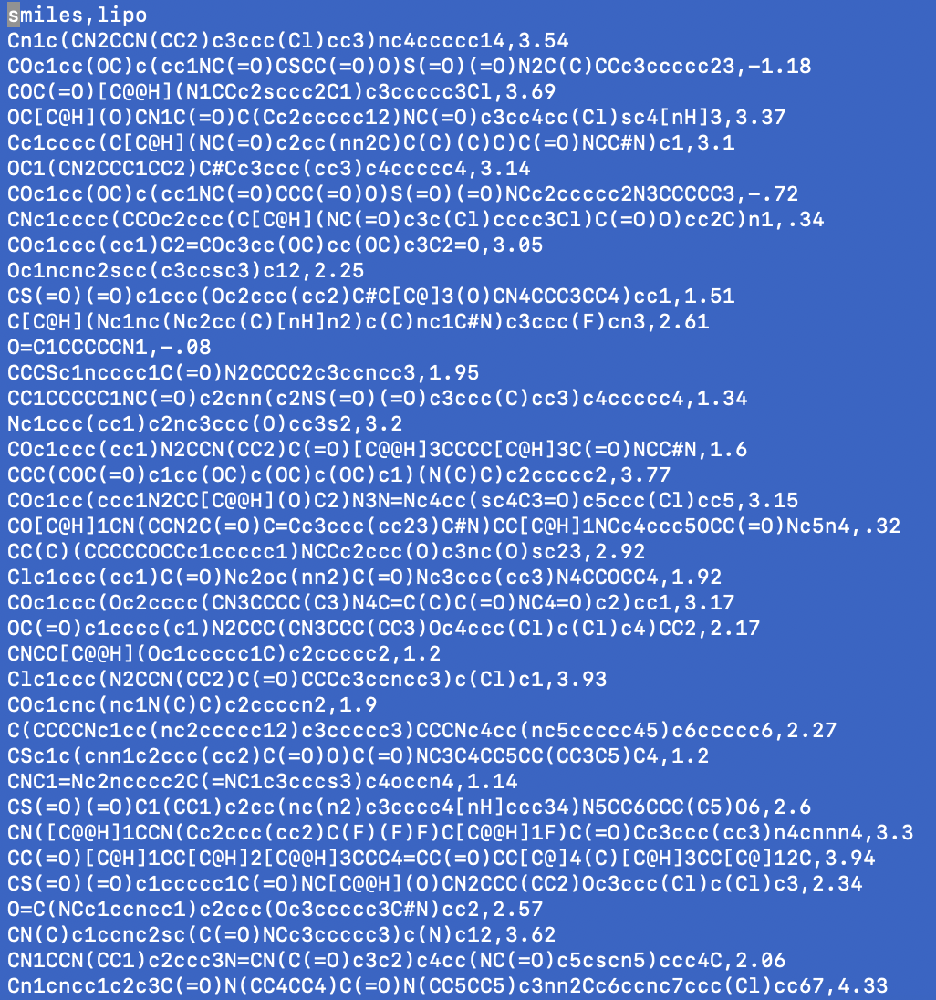 smiles,lipo
Cn1c(CN2CCN(CC2)c3ccc(Cl)cc3)nc4ccccc14,3.54
COc1cc(OC)c(cc1NC(=O)CSCC(=O)O)S(=O)(=O)N2C(C)CCc3ccccc23,-1.18
COC(=O)[C@@H](N1CCc2sccc2C1)c3ccccc3Cl,3.69
OC[C@H](O)CN1C(=O)C(Cc2ccccc12)NC(=O)c3cc4cc(Cl)sc4[nH]3,3.37
Cc1cccc(C[C@H](NC(=O)c2cc(nn2C)C(C)(C)C)C(=O)NCC#N)c1,3.1
OC1(CN2CCC1CC2)C#Cc3ccc(cc3)c4ccccc4,3.14
COc1cc(OC)c(cc1NC(=O)CCC(=O)O)S(=O)(=O)NCc2ccccc2N3CCCCC3,-.72
CNc1cccc(CCOc2ccc(C[C@H](NC(=O)c3c(Cl)cccc3Cl)C(=O)O)cc2C)n1,.34
COc1ccc(cc1)C2=COc3cc(OC)cc(OC)c3C2=O,3.05
Oc1ncnc2scc(c3ccsc3)c12,2.25
CS(=O)(=O)c1ccc(Oc2ccc(cc2)C#C[C@]3(O)CN4CCC3CC4)cc1,1.51
C[C@H](Nc1nc(Nc2cc(C)[nH]n2)c(C)nc1C#N)c3ccc(F)cn3,2.61
O=C1CCCCCN1,-.08
CCCSc1ncccc1C(=O)N2CCCC2c3ccncc3,1.95
CC1CCCCC1NC(=O)c2cnn(c2NS(=O)(=O)c3ccc(C)cc3)c4ccccc4,1.34
Nc1ccc(cc1)c2nc3ccc(O)cc3s2,3.2
COc1ccc(cc1)N2CCN(CC2)C(=O)[C@@H]3CCCC[C@H]3C(=O)NCC#N,1.6
CCC(COC(=O)c1cc(OC)c(OC)c(OC)c1)(N(C)C)c2ccccc2,3.77
COc1cc(ccc1N2CC[C@@H](O)C2)N3N=Nc4cc(sc4C3=O)c5ccc(Cl)cc5,3.15
CO[C@H]1CN(CCN2C(=O)C=Cc3ccc(cc23)C#N)CC[C@H]1NCc4ccc5OCC(=O)Nc5n4,.32
CC(C)(CCCCCOCCc1ccccc1)NCCc2ccc(O)c3nc(O)sc23,2.92
Clc1ccc(cc1)C(=O)Nc2oc(nn2)C(=O)Nc3ccc(cc3)N4CCOCC4,1.92
COc1ccc(Oc2cccc(CN3CCCC(C3)N4C=C(C)C(=O)NC4=O)c2)cc1,3.17
OC(=O)c1cccc(c1)N2CCC(CN3CCC(CC3)Oc4ccc(Cl)c(Cl)c4)CC2,2.17
CNCC[C@@H](Oc1ccccc1C)c2ccccc2,1.2
Clc1ccc(N2CCN(CC2)C(=O)CCCc3ccncc3)c(Cl)c1,3.93
COc1cnc(nc1N(C)C)c2ccccn2,1.9
C(CCCCNc1cc(nc2ccccc12)c3ccccc3)CCCNc4cc(nc5ccccc45)c6ccccc6,2.27
CSc1c(cnn1c2ccc(cc2)C(=O)O)C(=O)NC3C4CC5CC(CC3C5)C4,1.2
CNC1=Nc2ncccc2C(=NC1c3cccs3)c4occn4,1.14
CS(=O)(=O)C1(CC1)c2cc(nc(n2)c3cccc4[nH]ccc34)N5CC6CCC(C5)O6,2.6
CN([C@@H]1CCN(Cc2ccc(cc2)C(F)(F)F)C[C@@H]1F)C(=O)Cc3ccc(cc3)n4cnnn4,3.3
CC(=O)[C@H]1CC[C@H]2[C@@H]3CCC4=CC(=O)CC[C@]4(C)[C@H]3CC[C@]12C,3.94
CS(=O)(=O)c1ccccc1C(=O)NC[C@@H](O)CN2CCC(CC2)Oc3ccc(Cl)c(Cl)c3,2.34
O=C(NCc1ccncc1)c2ccc(Oc3ccccc3C#N)cc2,2.57
CN(C)c1ccnc2sc(C(=O)NCc3ccccc3)c(N)c12,3.62
CN1CCN(CC1)c2ccc3N=CN(C(=O)c3c2)c4cc(NC(=O)c5cscn5)ccc4C,2.06
Cn1cncc1c2c3C(=O)N(CC4CC4)C(=O)N(CC5CC5)c3nn2Cc6ccnc7ccc(Cl)cc67,4.33